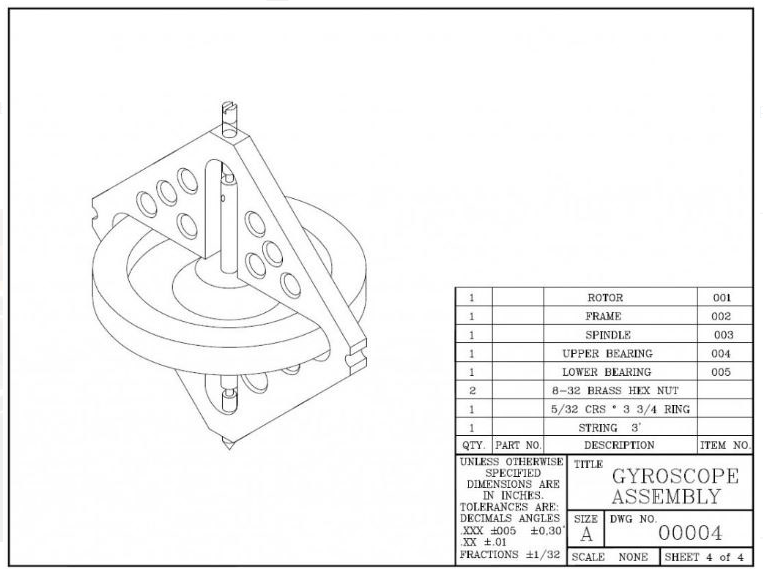 1 ROTOR 001
1 FRAME 002
1 SPINDLE 003
1 UPPER BEARING 004
1 LOWER BEARING 005
2 8-32 BRASS HEX NUT
1 5/32 CRS * 3 3/4 RING
1 STRING 3'
QTY. PART NO. DESCRIPTION ITEM NO.
UNLESS OTHERWISE
SPECIFIED
DIMENSIONS ARE
IN INCHES.
TOLERANCES ARE:
DECIMALS ANGLES
.XXX ±005 ±0,30'
.XX ±.01
FRACTIONS ±1/32
TITLE
GYROSCOPE
ASSEMBLY
SIZE
A
DWG NO.
00004
SCALE NONE
SHEET 4 of 4